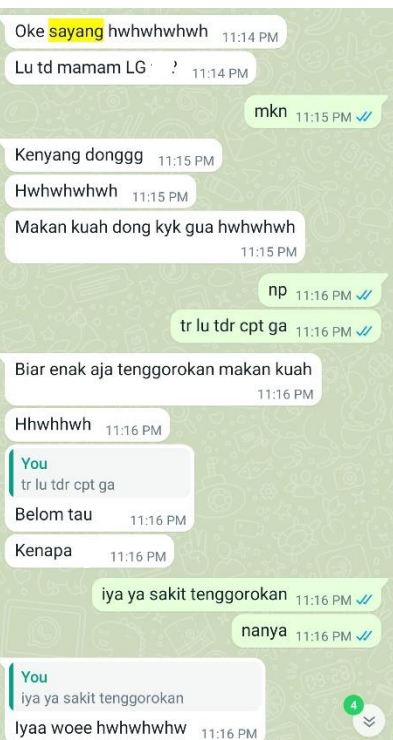 Oke sayang hwhwhwhwh 11:14 PM
Lu td mamam LG ? 11:14 PM
mkn 11:15 PM
Kenyang donggg 11:15 PM
Hwhwhwhwh 11:15 PM
Makan kuah dong kyk gua hwhwhwh
11:15 PM
np 11:16 PM
tr lu tdr cpt ga 11:16 PM
Biar enak aja tenggorokan makan kuah
11:16 PM
Hhwhhwh 11:16 PM
You
tr lu tdr cpt ga
Belom tau 11:16 PM
Kenapa 11:16 PM
iya ya sakit tenggorokan 11:16 PM
nanya 11:16 PM
You
iya ya sakit tenggorokan
4
Iyaa woee hwhwhwhw 11:16 PM